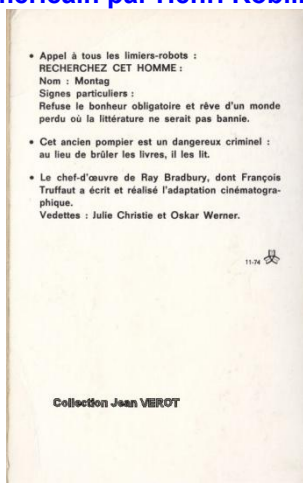 méricain par Henri Robill
• Appel à tous les limiers-robots :
RECHERCHEZ CET HOMME :
Nom : Montag
Signes particuliers :
Refuse le bonheur obligatoire et rêve d'un monde
perdu où la littérature ne serait pas bannie.
• Cet ancien pompier est un dangereux criminel :
au lieu de brûler les livres, il les lit.
• Le chef-d'œuvre de Ray Bradbury, dont François
Truffaut a écrit et réalisé l'adaptation cinématogra-
phique.
Vedettes : Julie Christie et Oskar Werner.
11-74
Collection Jean VEROT